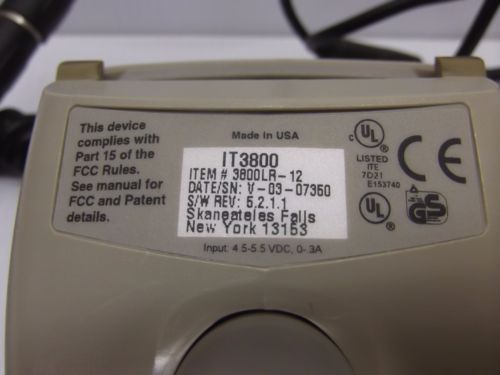 This device
complies with
Part 15 of the
FCC Rules.
See manual for
FCC and Patent
details.
Made In USA
IT3800
ITEM # 3800LR-12
DATE/SN: V-03-07350
S/W REV: 5.2.1.1
Skaneateles Falls
New York 13153
Input: 4.5-5.5 VDC, 0-.3A
c UL
LISTED
ITE
7D21
E153740
CE
UL
GS